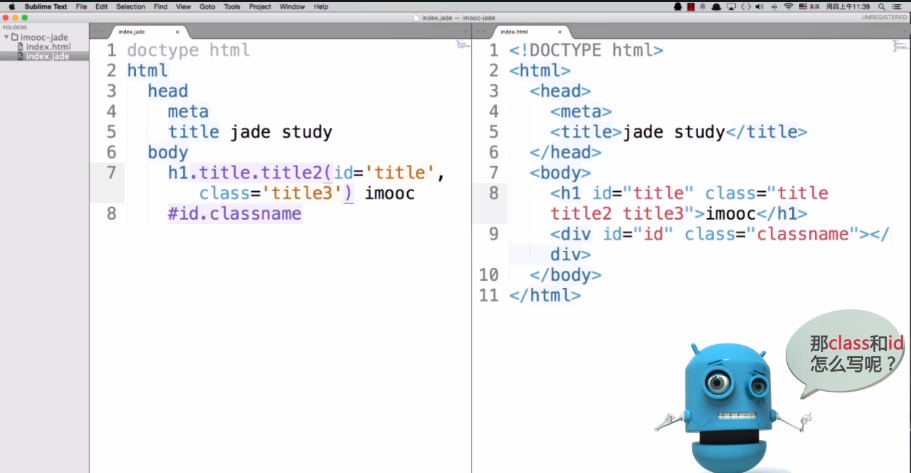 Sublime Text File Edit Selection Find View Goto Tools Project Window Help 周四上午11:39
index.jade — imooc-jade
UNREGISTERED
FOLDERS
imooc-jade
index.html
index.jade
index.jade
1 doctype html
2 html
3 head
4 meta
5 title jade study
6 body
7 h1.title.title2(id='title',
class='title3') imooc
8 #id.classname
index.html
1 <!DOCTYPE html>
2 <html>
3 <head>
4 <meta>
5 <title>jade study</title>
6 </head>
7 <body>
8 <h1 id="title" class="title
title2 title3">imooc</h1>
9 <div id="id" class="classname"></
div>
10 </body>
11 </html>
那class和id
怎么写呢？